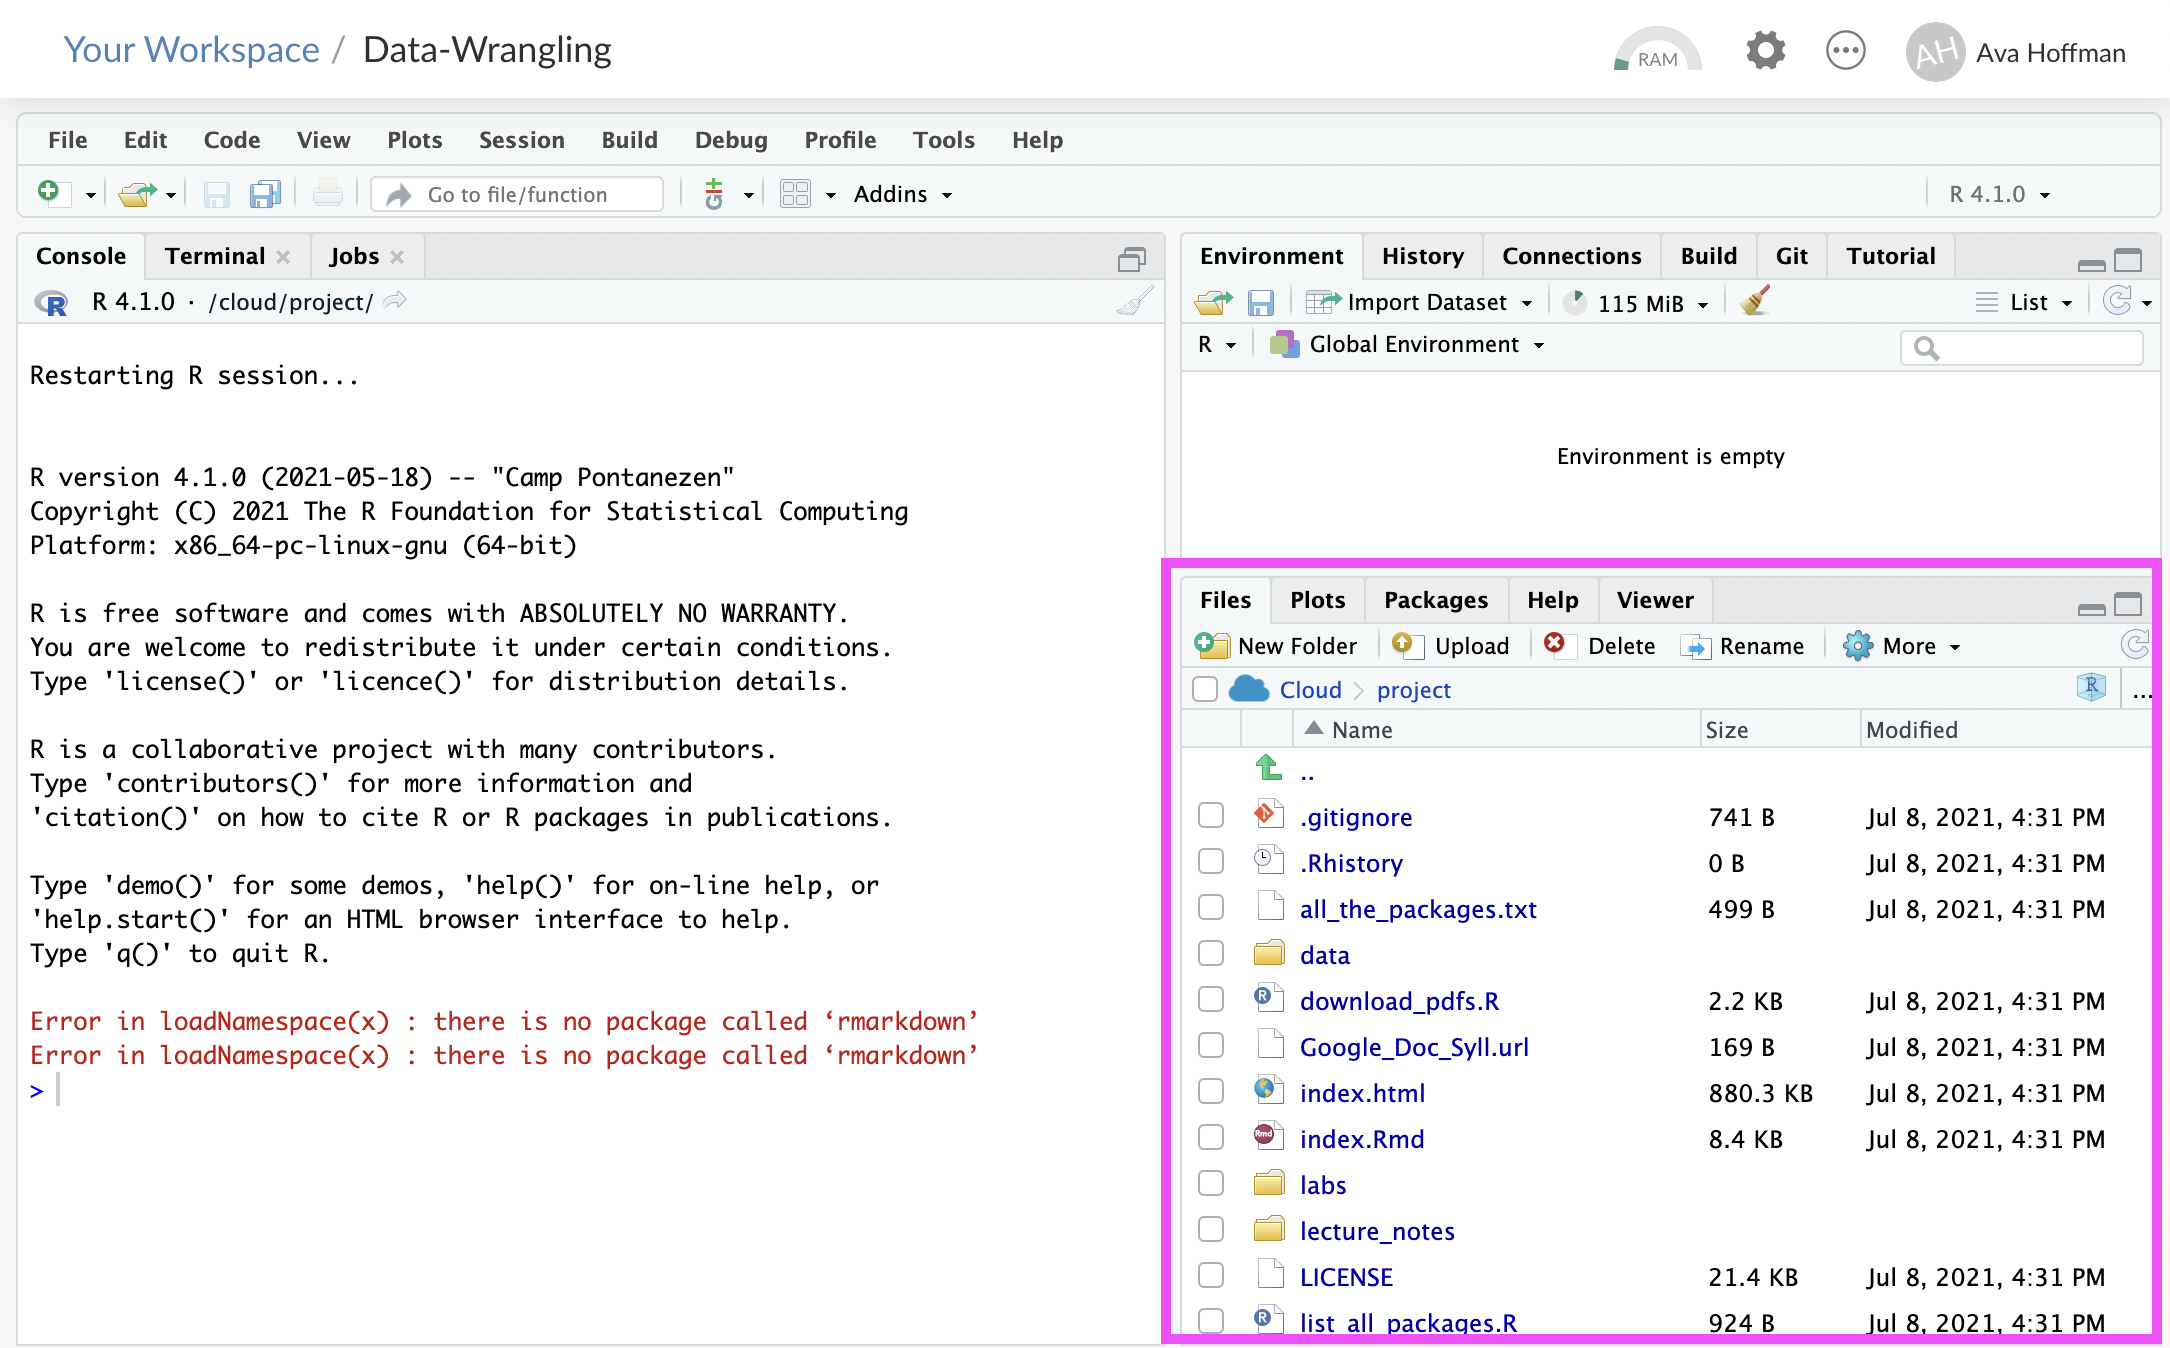 Your Workspace / Data-Wrangling
RAM
AH Ava Hoffman
File Edit Code View Plots Session Build Debug Profile Tools Help
Go to file/function
Addins
R 4.1.0
Console Terminal Jobs
R 4.1.0 · /cloud/project/
Restarting R session...
R version 4.1.0 (2021-05-18) -- "Camp Pontanezen"
Copyright (C) 2021 The R Foundation for Statistical Computing
Platform: x86_64-pc-linux-gnu (64-bit)
R is free software and comes with ABSOLUTELY NO WARRANTY.
You are welcome to redistribute it under certain conditions.
Type 'license()' or 'licence()' for distribution details.
R is a collaborative project with many contributors.
Type 'contributors()' for more information and
'citation()' on how to cite R or R packages in publications.
Type 'demo()' for some demos, 'help()' for on-line help, or
'help.start()' for an HTML browser interface to help.
Type 'q()' to quit R.
Error in loadNamespace(x) : there is no package called ‘rmarkdown’
Error in loadNamespace(x) : there is no package called ‘rmarkdown’
>
Environment History Connections Build Git Tutorial
Import Dataset 115 MiB List
R Global Environment
Environment is empty
Files Plots Packages Help Viewer
New Folder Upload Delete Rename More
Cloud project R ...
Name Size Modified
..
.gitignore 741 B Jul 8, 2021, 4:31 PM
.Rhistory 0 B Jul 8, 2021, 4:31 PM
all_the_packages.txt 499 B Jul 8, 2021, 4:31 PM
data
download_pdfs.R 2.2 KB Jul 8, 2021, 4:31 PM
Google_Doc_Syll.url 169 B Jul 8, 2021, 4:31 PM
index.html 880.3 KB Jul 8, 2021, 4:31 PM
index.Rmd 8.4 KB Jul 8, 2021, 4:31 PM
labs
lecture_notes
LICENSE 21.4 KB Jul 8, 2021, 4:31 PM
list_all_packages.R 924 B Jul 8, 2021, 4:31 PM